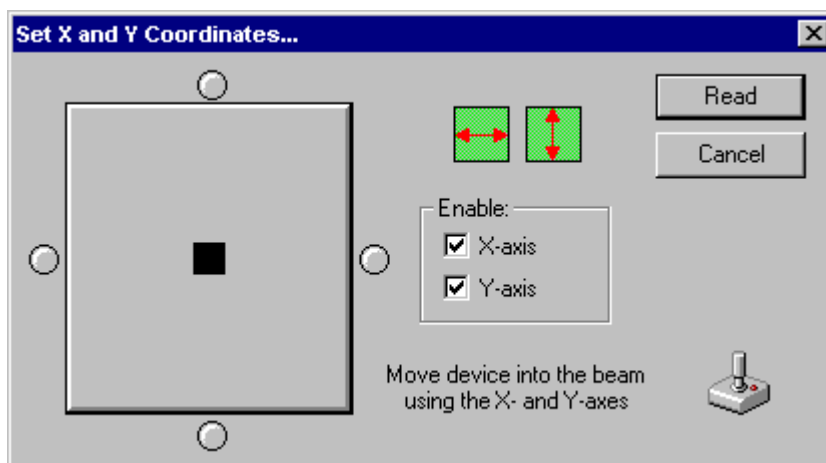 Set X and Y Coordinates...
Read
Cancel
Enable:
X-axis
Y-axis
Move device into the beam
using the X- and Y-axes